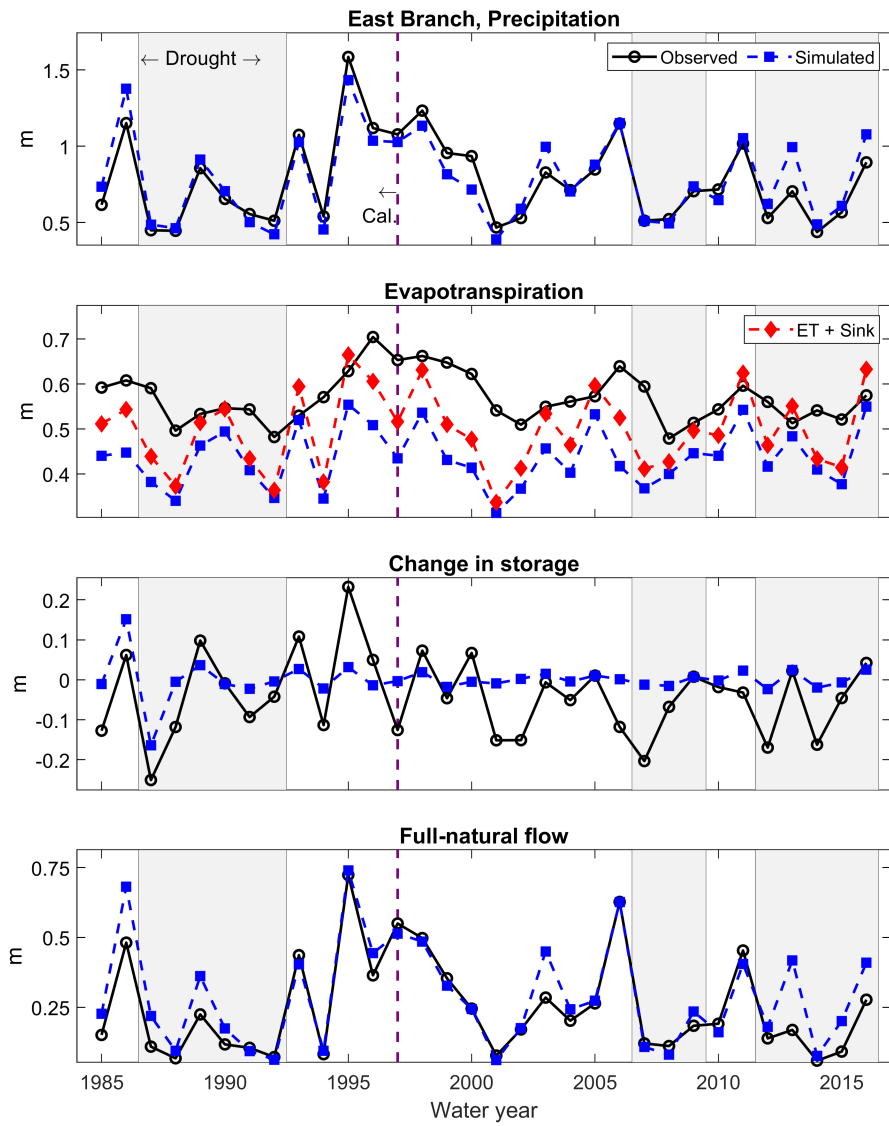 East Branch, Precipitation
← Drought →
Observed
Simulated
1.5
1
0.5
m
←
Cal.
Evapotranspiration
ET + Sink
0.7
0.6
0.5
0.4
m
Change in storage
0.2
0.1
0
-0.1
-0.2
m
Full-natural flow
0.75
0.5
0.25
m
1985 1990 1995 2000 2005 2010 2015
Water year